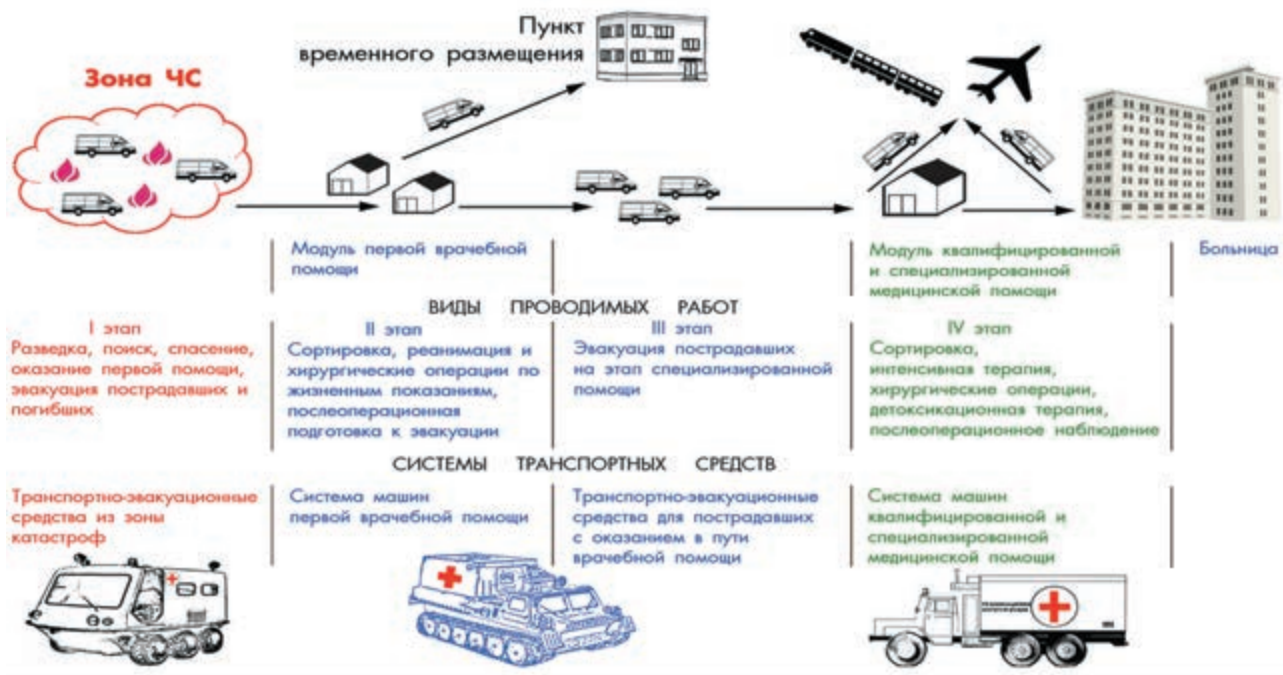 Пункт
временного размещения
Зона ЧС
Модуль первой врачебной
помощи
Модуль квалифицированной
и специализированной
медицинской помощи
Больница
ВИДЫ ПРОВОДИМЫХ РАБОТ
I этап
Разведка, поиск, спасение,
оказание первой помощи,
эвакуация пострадавших и
погибших
II этап
Сортировка, реанимация и
хирургические операции по
жизненным показаниям,
послеоперационная
подготовка к эвакуации
III этап
Эвакуация пострадавших
на этап специализированной
помощи
IV этап
Сортировка,
интенсивная терапия,
хирургические операции,
детоксикационная терапия,
послеоперационное наблюдение
СИСТЕМЫ ТРАНСПОРТНЫХ СРЕДСТВ
Транспортно-эвакуационные
средства из зоны
катастроф
Система машин
первой врачебной помощи
Транспортно-эвакуационные
средства для пострадавших
с оказанием в пути
врачебной помощи
Система машин
квалифицированной и
специализированной
медицинской помощи